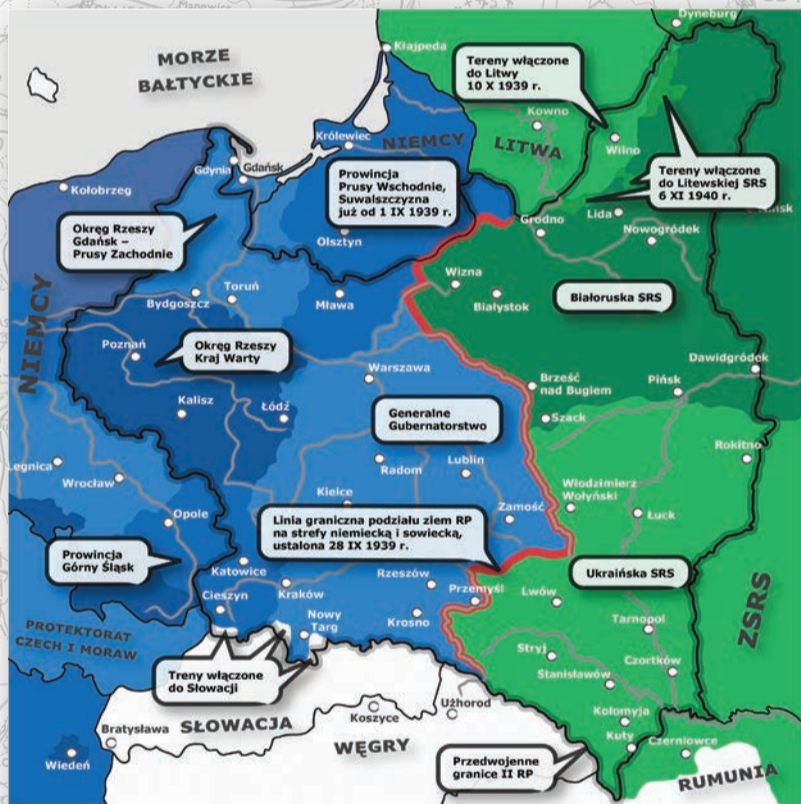 Dyneburg
MORZE
BAŁTYCKIE
Kłajpeda
Tereny włączone
do Litwy
10 X 1939 r.
Kowno
LITWA
Wilno
Królewiec
NIEMCY
Gdynia
Gdańsk
Kołobrzeg
Prowincja
Prusy Wschodnie,
Suwalszczyzna
już od 1 IX 1939 r.
Tereny włączone
do Litewskiej SRS
6 XI 1940 r.
Lida
Grodno
Nowogródek
Okręg Rzeszy
Gdańsk –
Prusy Zachodnie
Olsztyn
Wizna
Białystok
Białoruska SRS
Toruń
Bydgoszcz
Mława
NIEMCY
Poznań
Okręg Rzeszy
Kraj Warty
Warszawa
Dawidgródek
Brześć
nad Bugiem
Pińsk
Kalisz
Łódź
Generalne
Gubernatorstwo
Szack
Rokitno
Legnica
Wrocław
Radom
Lublin
Włodzimierz
Wołyński
Kielce
Zamość
Łuck
Opole
Linia graniczna podziału ziem RP
na strefy niemiecką i sowiecką,
ustalona 28 IX 1939 r.
Prowincja
Górny Śląsk
Katowice
Rzeszów
Przemyśl
Ukraińska SRS
Cieszyn
Kraków
Lwów
ZSRS
Nowy
Targ
Krosno
Tarnopol
PROTEKTORAT
CZECH I MORAW
Stryj
Czortków
Treny włączone
do Słowacji
Stanisławów
Użhorod
Koszyce
Kołomyja
Bratysława
SŁOWACJA
WĘGRY
Kuty
Czerniowce
Wiedeń
Przedwojenne
granice II RP
RUMUNIA